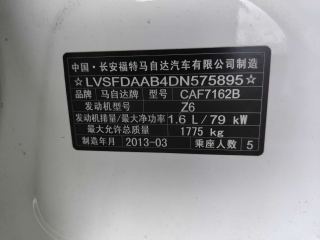 中国·长安福特马自达汽车有限公司制造
☆LVSFDAAB4DN575895☆
品牌 马自达牌 型号 CAF7162B
发动机型号 Z6
发动机排量/最大净功率 1.6 L/79 kW
最大允许总质量 1775 kg
制造年月 2013-03 乘座人数 5